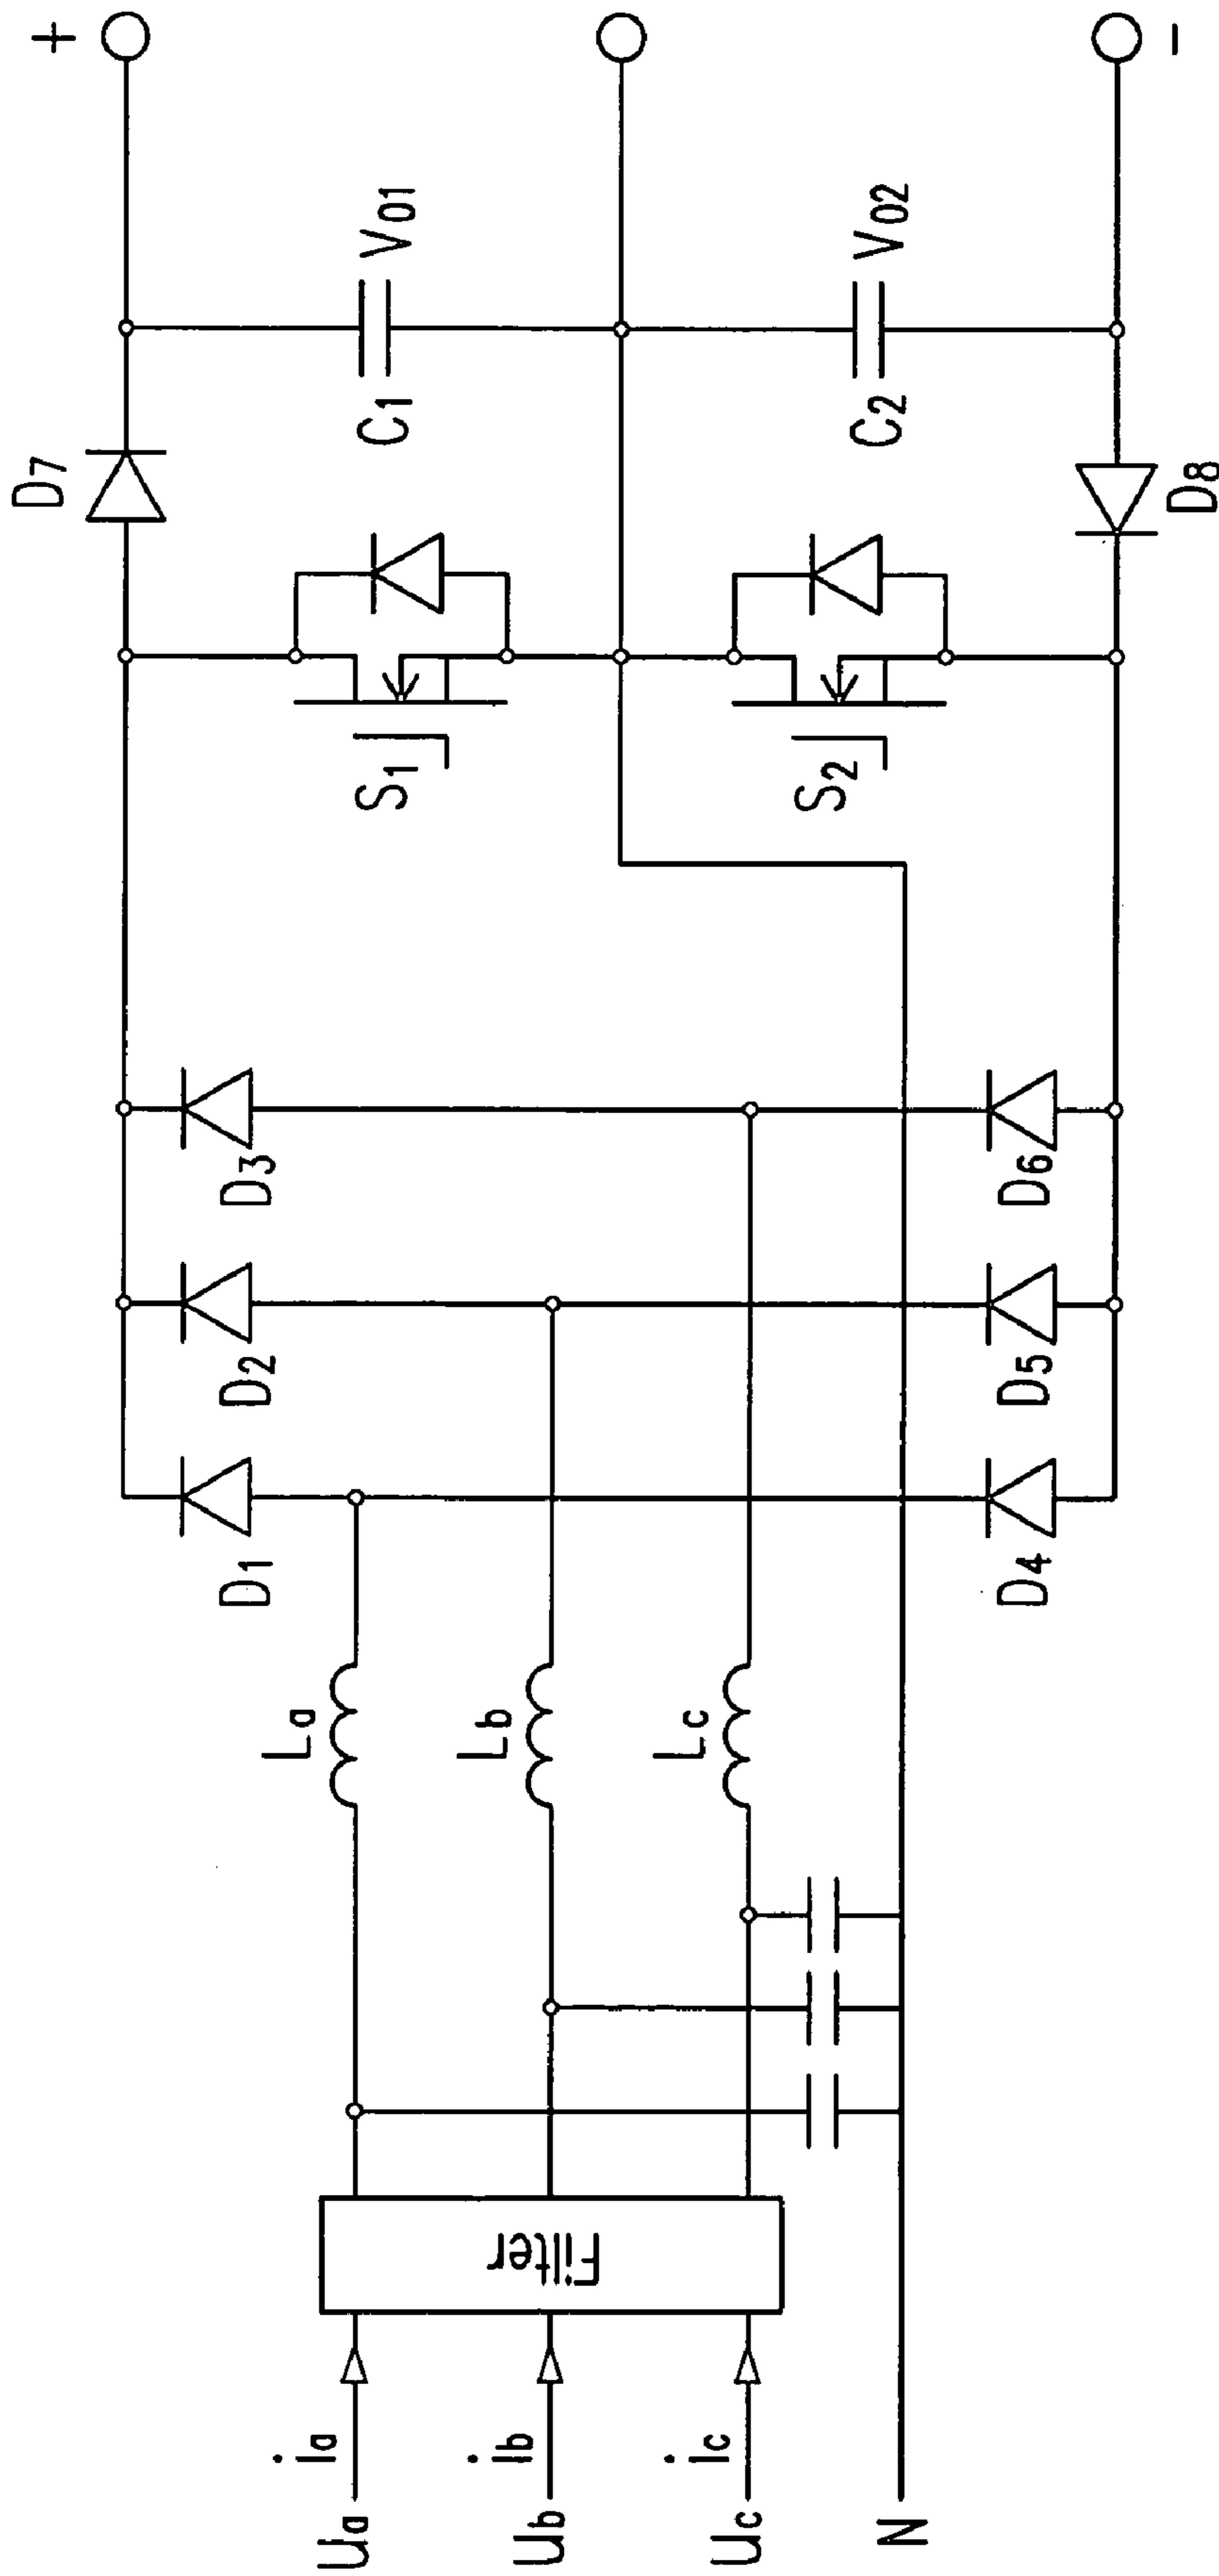 +
D7
D8
-
C1 V01
C2 V02
S1
S2
D3
D6
D2
D5
D1
D4
La
Lb
Lc
Filter
ia
ib
ic
ua
ub
uc
N